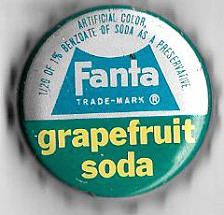 ARTIFICIAL COLOR,
1/20 OF 1% BENZOATE OF SODA AS A PRESERVATIVE
Fanta
TRADE-MARK ®
grapefruit
soda